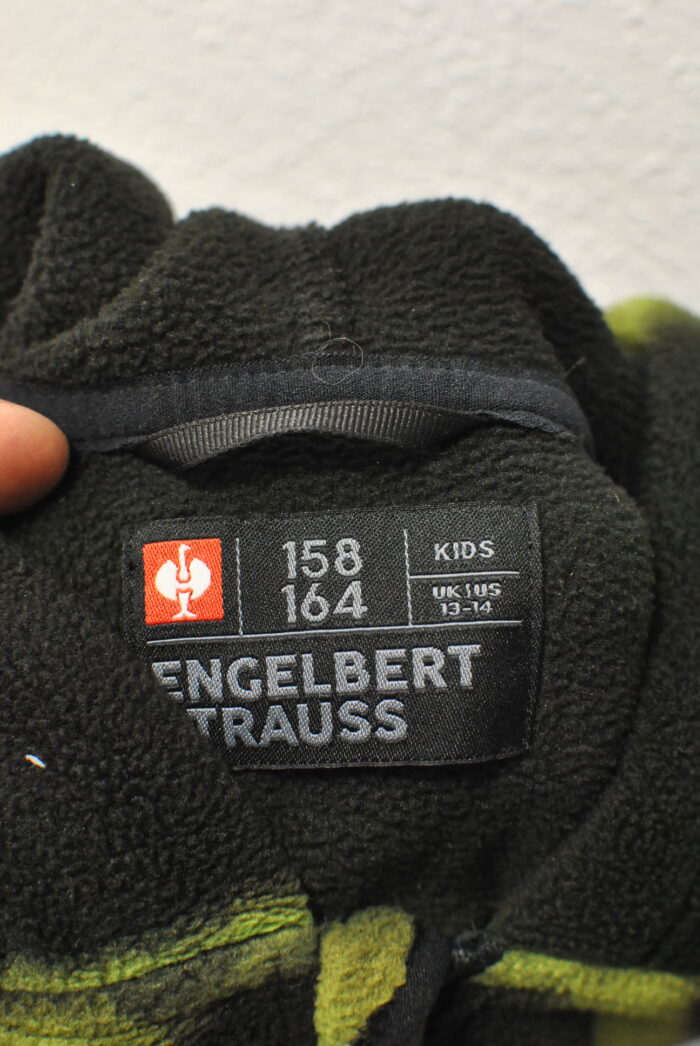 158
164
KIDS
UK|US
13-14
ENGELBERT
TRAUSS